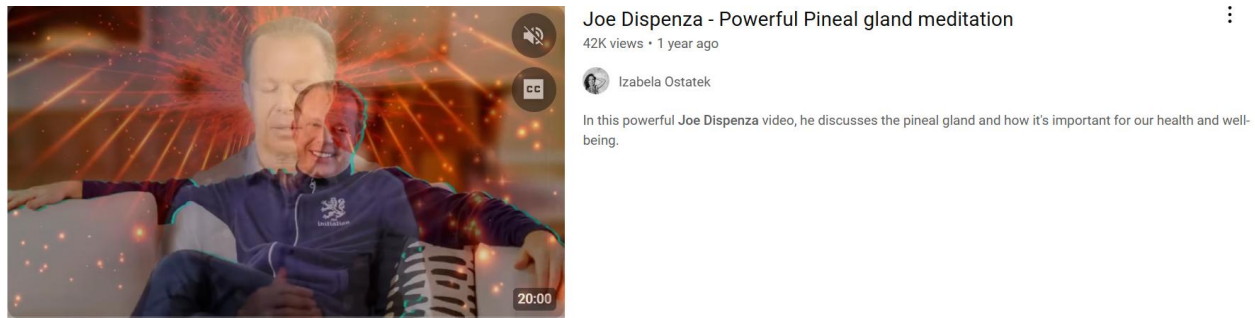 Joe Dispenza - Powerful Pineal gland meditation
42K views • 1 year ago
Izabela Ostatek
In this powerful Joe Dispenza video, he discusses the pineal gland and how it's important for our health and well-
being.
CC
initiation
20:00